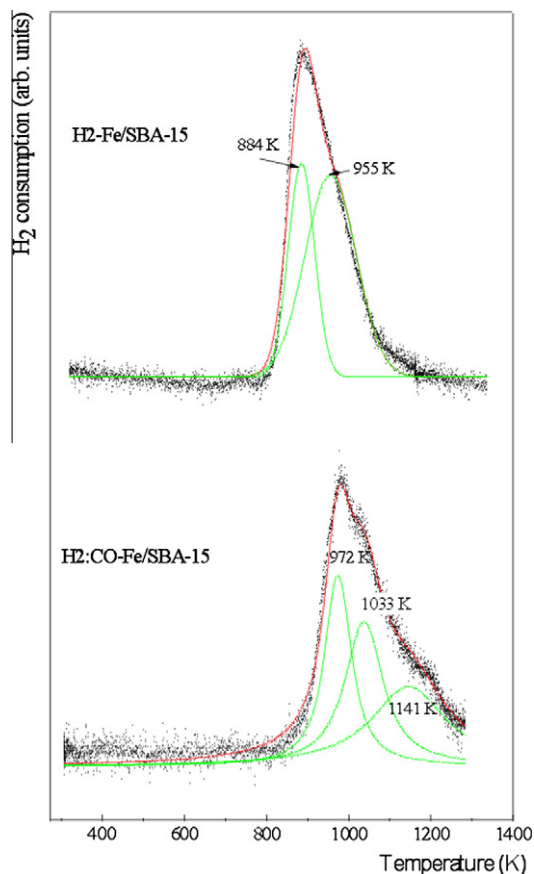 H2 consumption (arb. units)
H2-Fe/SBA-15
884 K
955 K
H2:CO-Fe/SBA-15
972 K
1033 K
1141 K
400 600 800 1000 1200 1400
Temperature (K)